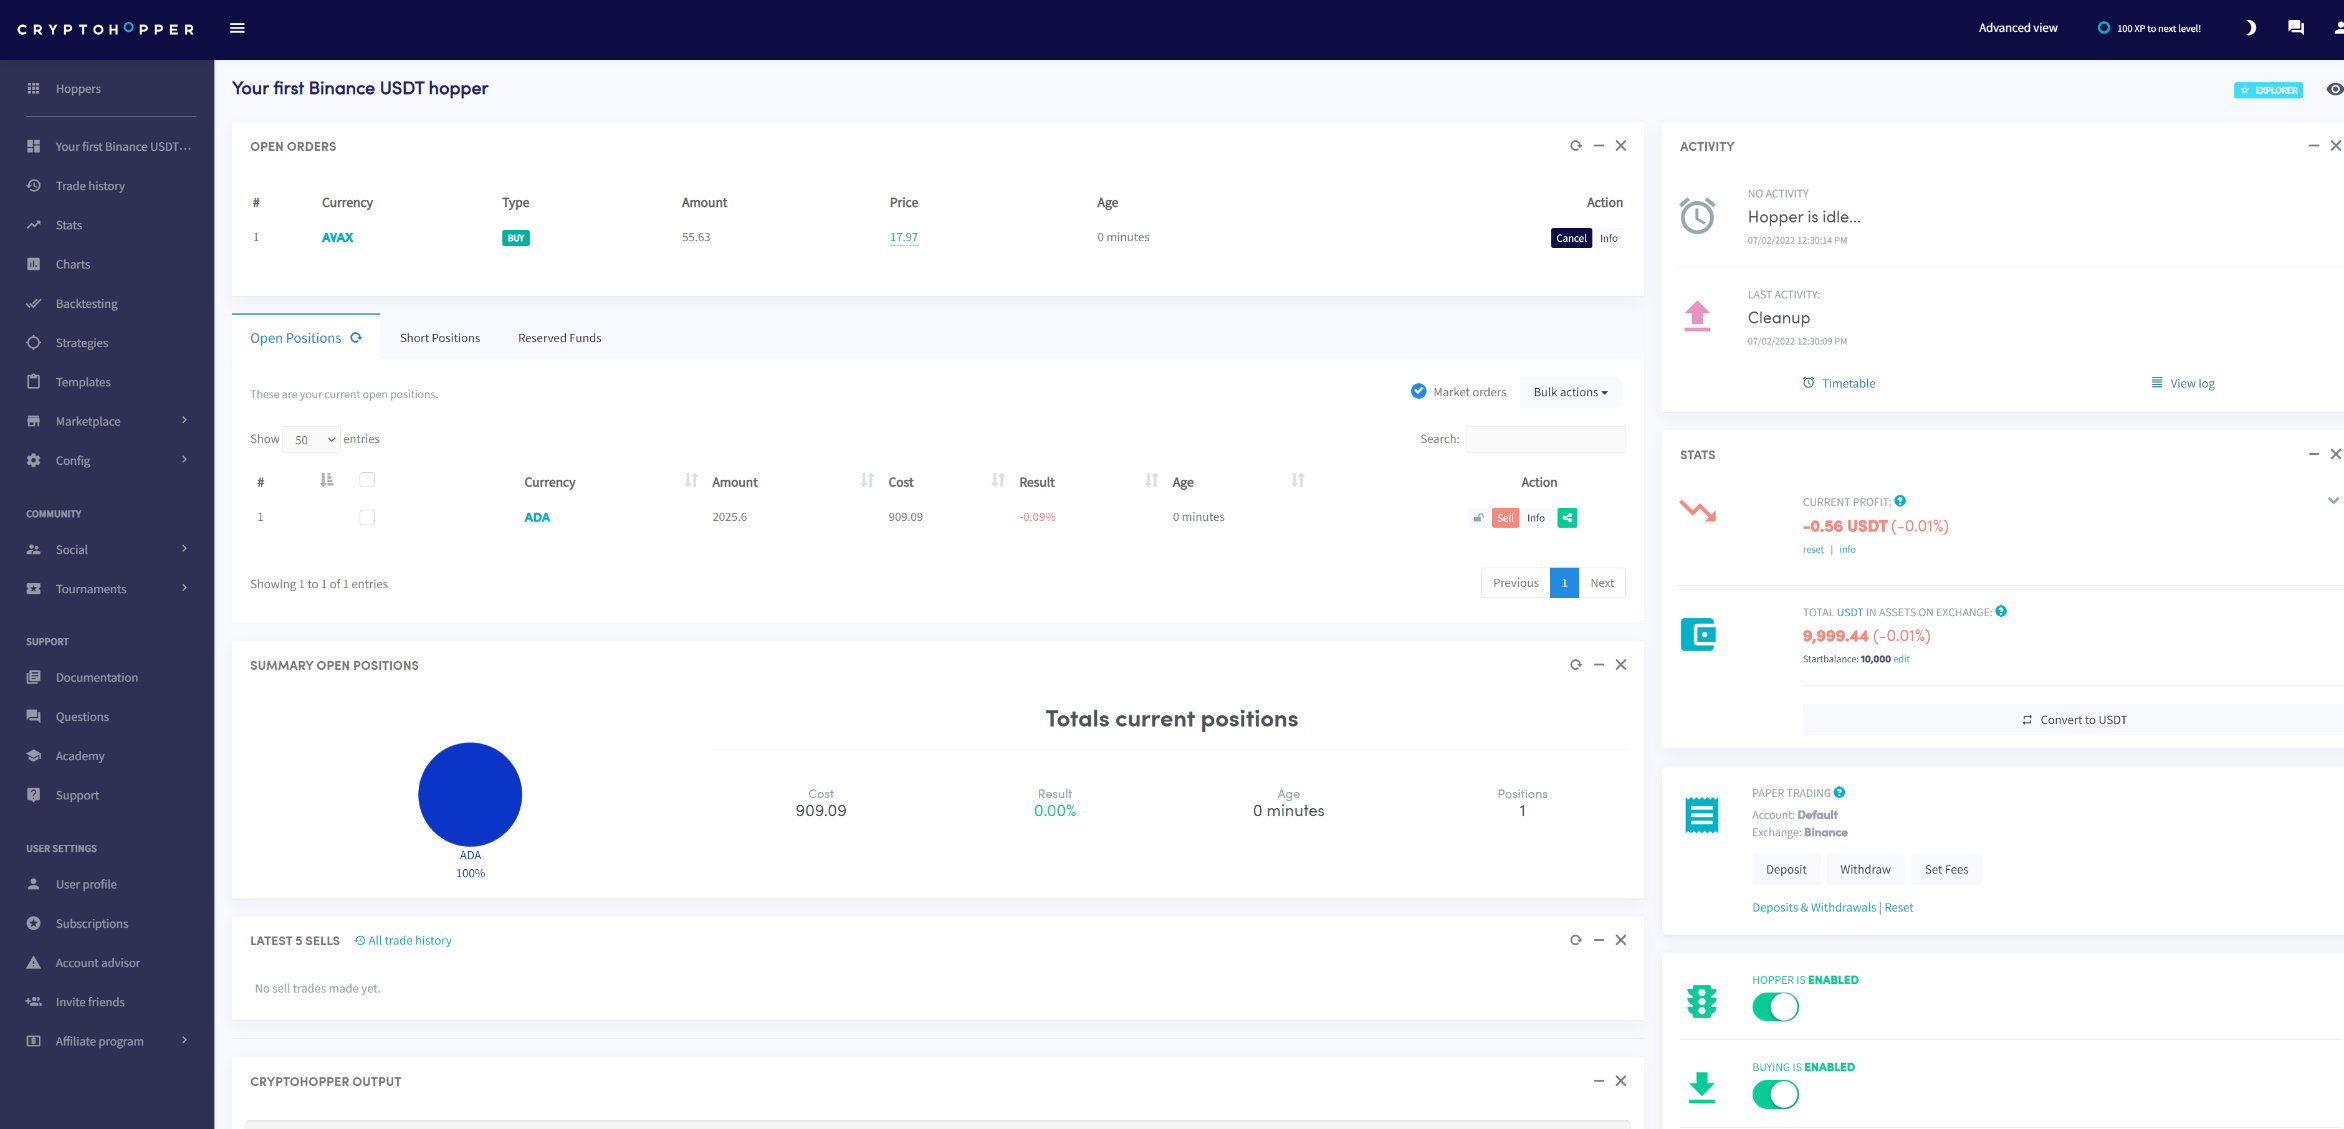 CRYPTOHOPPER
Advanced view
100 XP to next level!
Hoppers
Your first Binance USDT...
Trade history
Stats
Charts
Backtesting
Strategies
Templates
Marketplace
Config
COMMUNITY
Social
Tournaments
SUPPORT
Documentation
Questions
Academy
Support
USER SETTINGS
User profile
Subscriptions
Account advisor
Invite friends
Affiliate program
Your first Binance USDT hopper
EXPLORER
OPEN ORDERS
# Currency Type Amount Price Age Action
1 AVAX BUY 55.63 17.97 0 minutes Cancel Info
Open Positions Short Positions Reserved Funds
These are your current open positions.
Market orders Bulk actions
Show 50 entries
Search:
# Currency Amount Cost Result Age Action
1 ADA 2025.6 909.09 -0.09% 0 minutes Sell Info
Showing 1 to 1 of 1 entries
Previous 1 Next
SUMMARY OPEN POSITIONS
Totals current positions
Cost Result Age Positions
909.09 0.00% 0 minutes 1
ADA
100%
LATEST 5 SELLS All trade history
No sell trades made yet.
CRYPTOHOPPER OUTPUT
ACTIVITY
NO ACTIVITY
Hopper is idle...
07/02/2022 12:30:14 PM
LAST ACTIVITY:
Cleanup
07/02/2022 12:30:09 PM
Timetable View log
STATS
CURRENT PROFIT:
-0.56 USDT (-0.01%)
reset | info
TOTAL USDT IN ASSETS ON EXCHANGE:
9,999.44 (-0.01%)
Startbalance: 10,000 edit
Convert to USDT
PAPER TRADING
Account: Default
Exchange: Binance
Deposit Withdraw Set Fees
Deposits & Withdrawals | Reset
HOPPER IS ENABLED
BUYING IS ENABLED